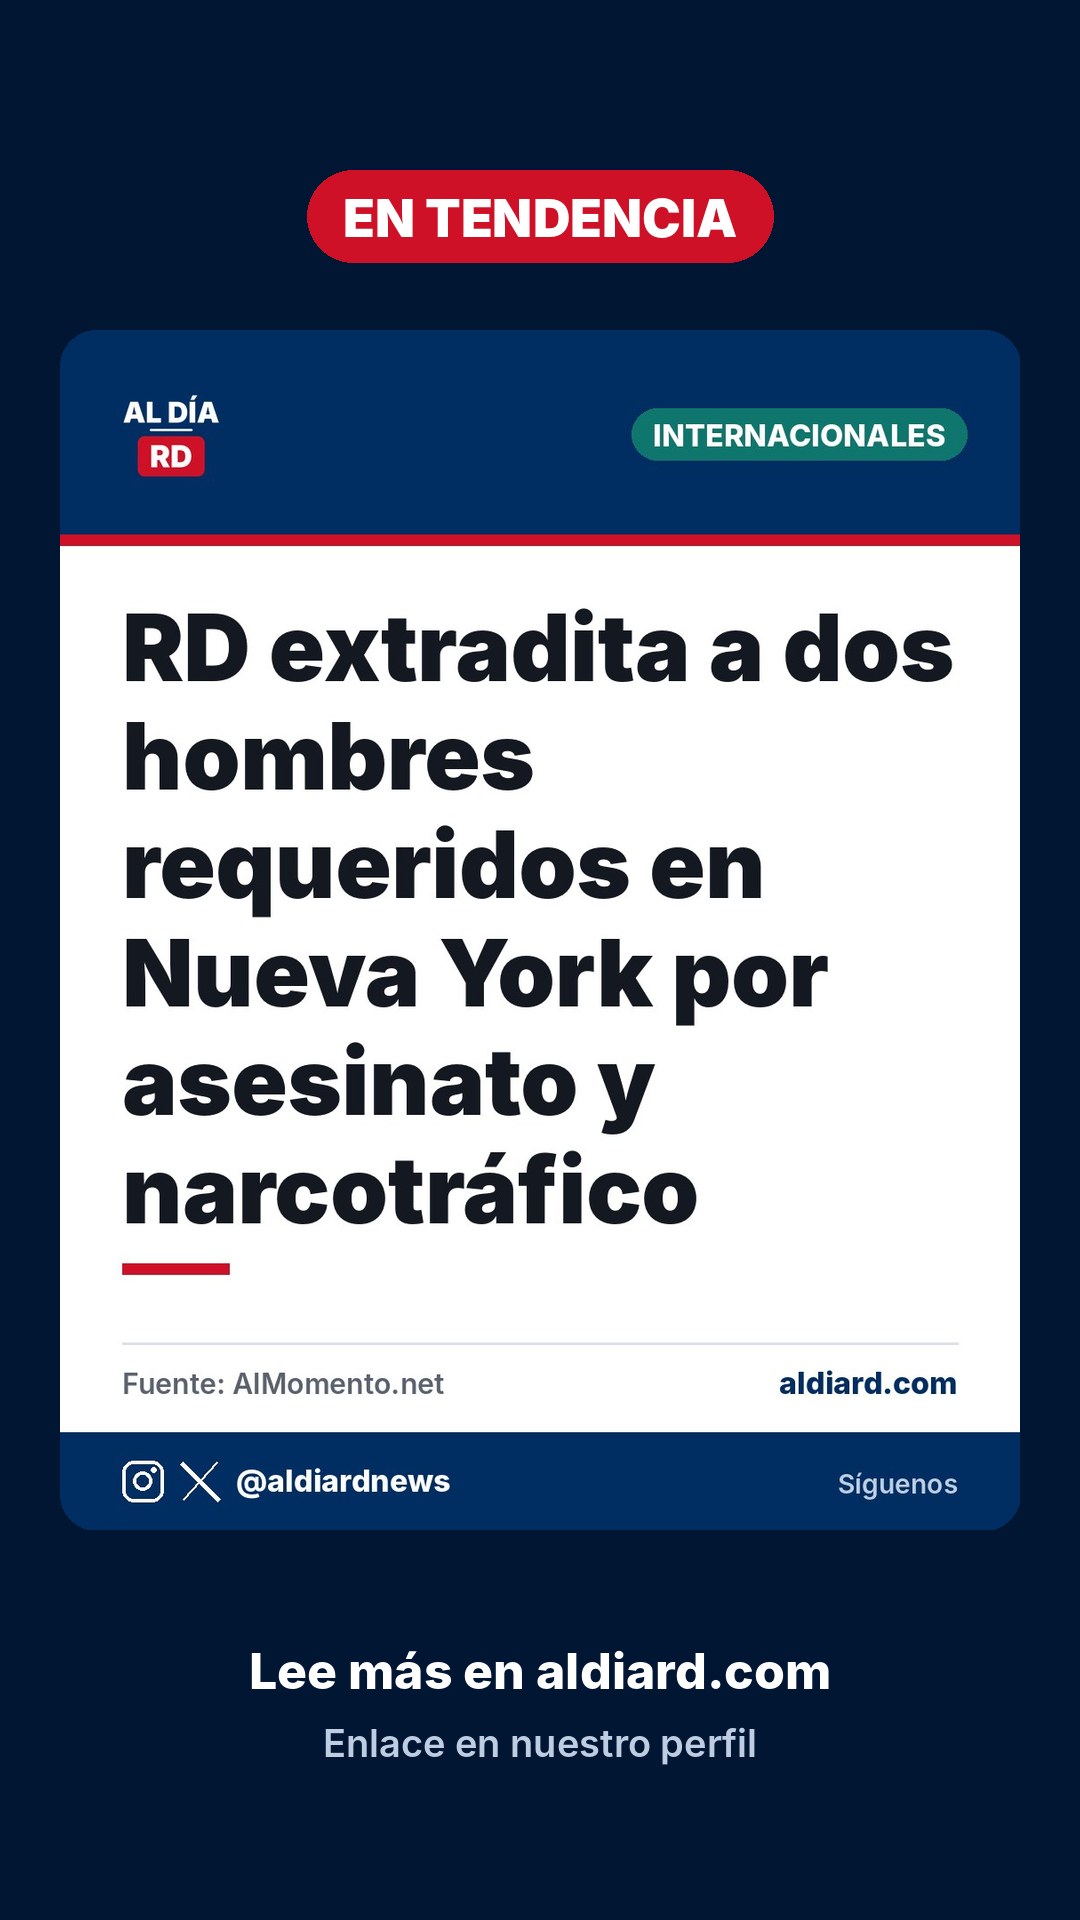 EN TENDENCIA
AL DÍA
RD
INTERNACIONALES
RD extradita a dos
hombres
requeridos en
Nueva York por
asesinato y
narcotráfico
Fuente: AlMomento.net
aldiard.com
@aldiardnews
Síguenos
Lee más en aldiard.com
Enlace en nuestro perfil